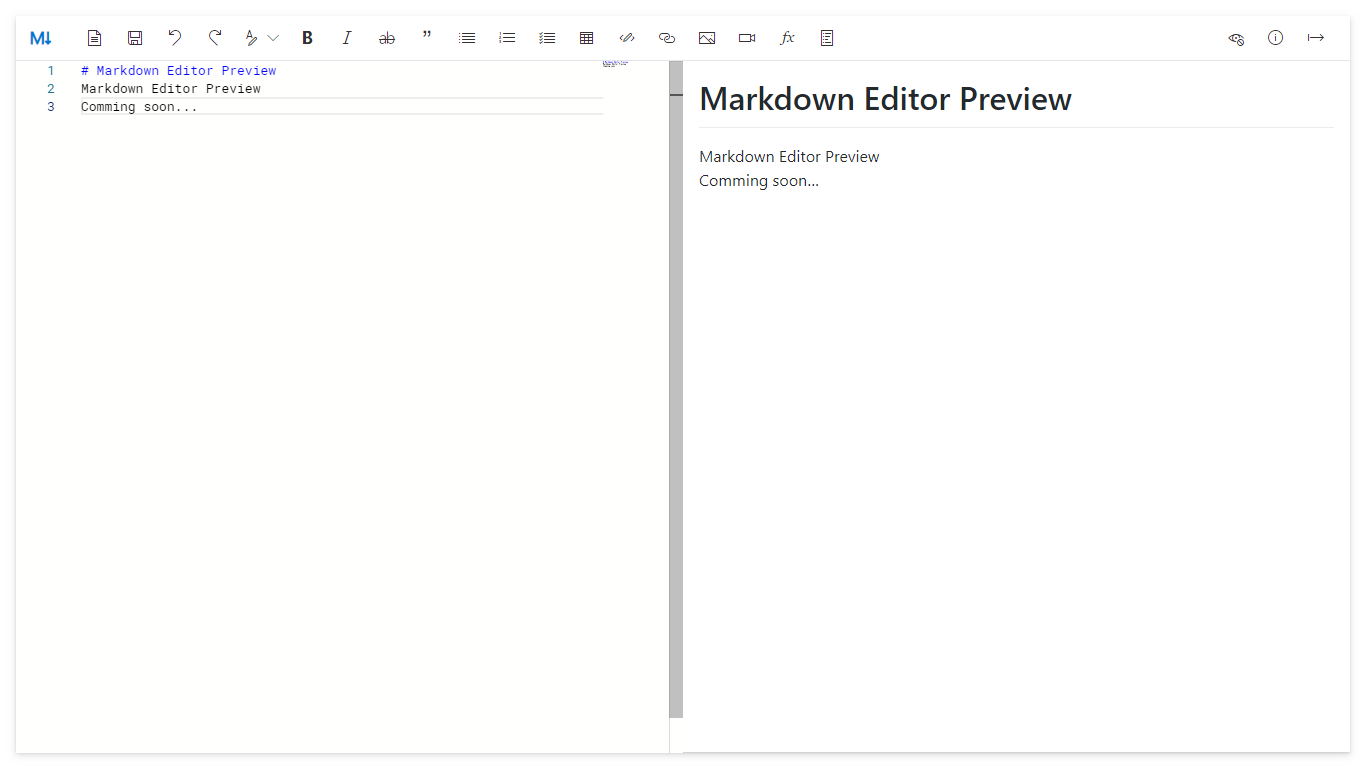 M↓
B I ab ” fx
1 # Markdown Editor Preview
2 Markdown Editor Preview
3 Comming soon...
Markdown Editor Preview
Markdown Editor Preview
Comming soon...